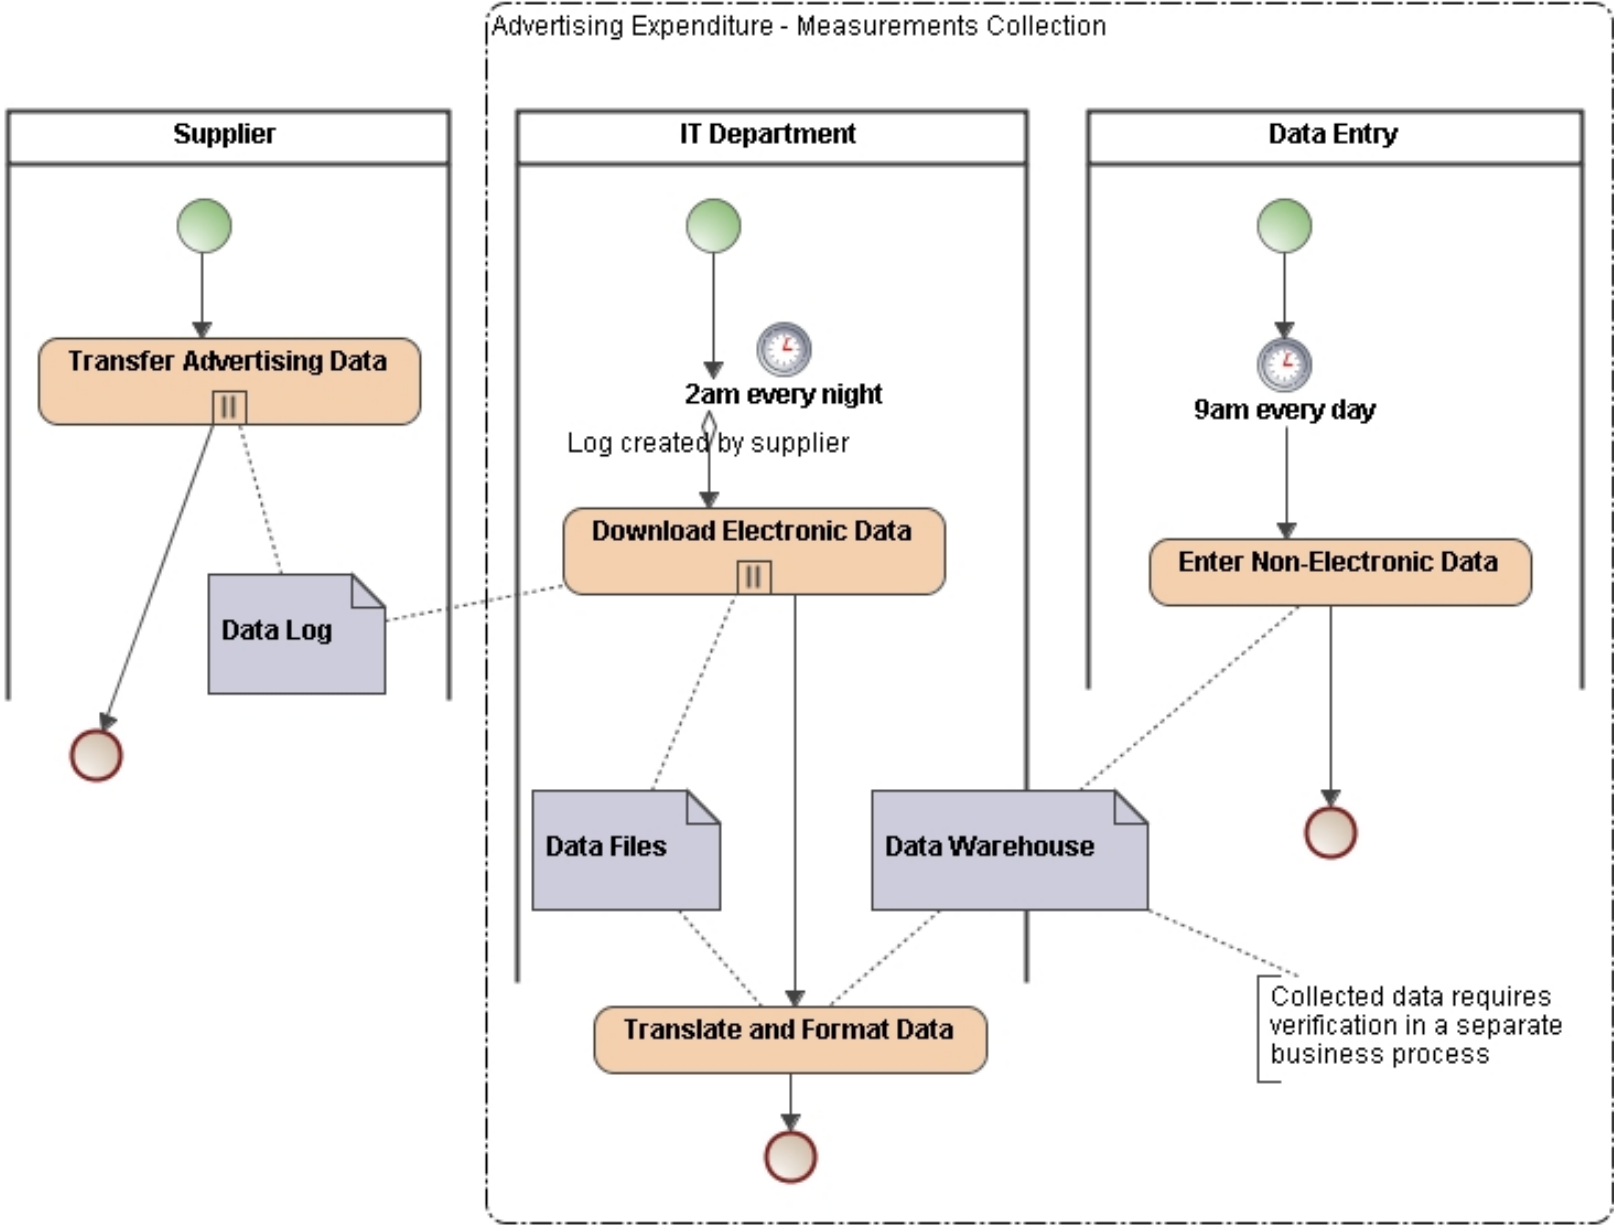 Advertising Expenditure - Measurements Collection
Supplier
IT Department
Data Entry
Transfer Advertising Data
2am every night
9am every day
Log created by supplier
Download Electronic Data
Enter Non-Electronic Data
Data Log
Data Files
Data Warehouse
Collected data requires
verification in a separate
business process
Translate and Format Data